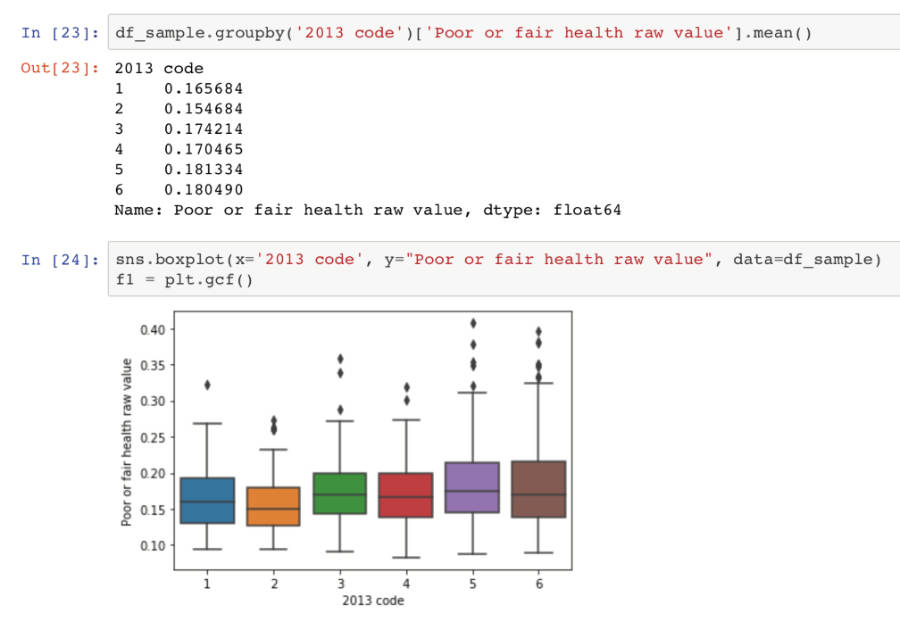 In [23]: df_sample.groupby('2013 code')['Poor or fair health raw value'].mean()
Out[23]: 2013 code
1 0.165684
2 0.154684
3 0.174214
4 0.170465
5 0.181334
6 0.180490
Name: Poor or fair health raw value, dtype: float64
In [24]: sns.boxplot(x='2013 code', y="Poor or fair health raw value", data=df_sample)
f1 = plt.gcf()
Poor or fair health raw value
0.40
0.35
0.30
0.25
0.20
0.15
0.10
1 2 3 4 5 6
2013 code